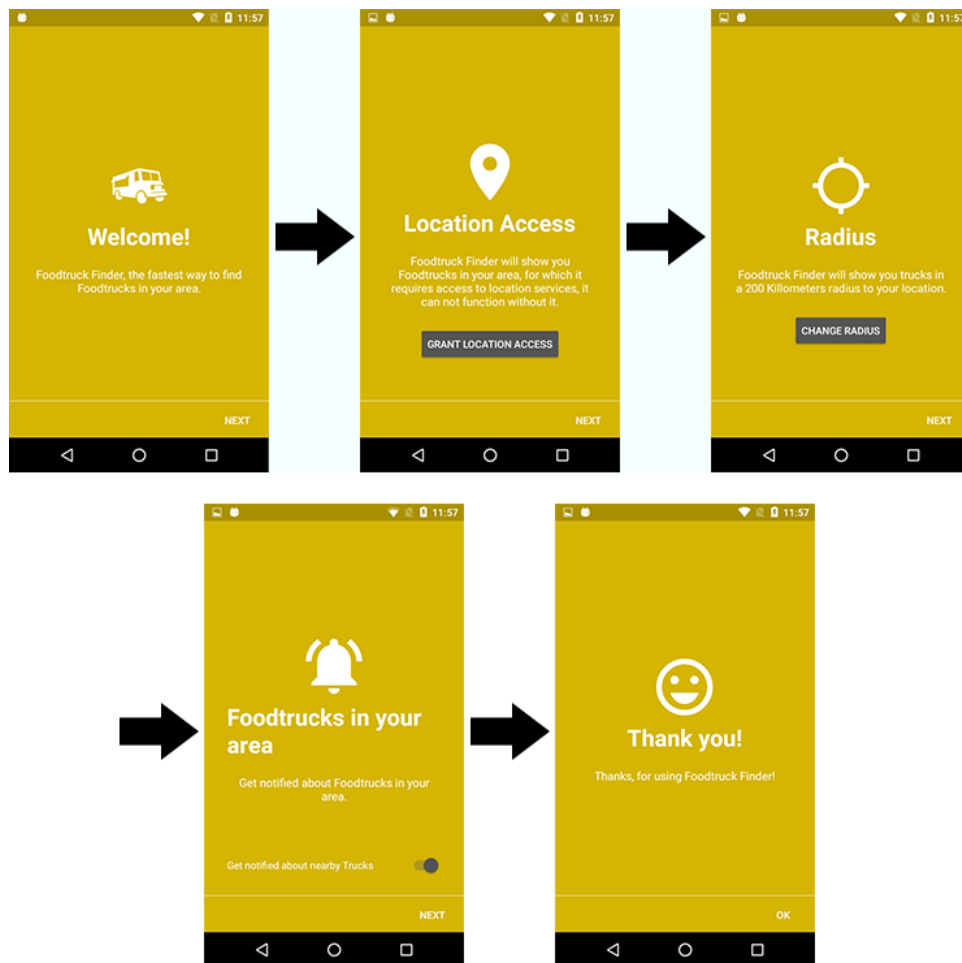 11:57
Welcome!
Foodtruck Finder, the fastest way to find
Foodtrucks in your area.
NEXT
11:57
Location Access
Foodtruck Finder will show you
Foodtrucks in your area, for which it
requires access to location services, it
can not function without it.
GRANT LOCATION ACCESS
NEXT
11:57
Radius
Foodtruck Finder will show you trucks in
a 200 Killometers radius to your location.
CHANGE RADIUS
NEXT
11:57
Foodtrucks in your
area
Get notified about Foodtrucks in your
area.
Get notified about nearby Trucks
NEXT
11:57
Thank you!
Thanks, for using Foodtruck Finder!
OK